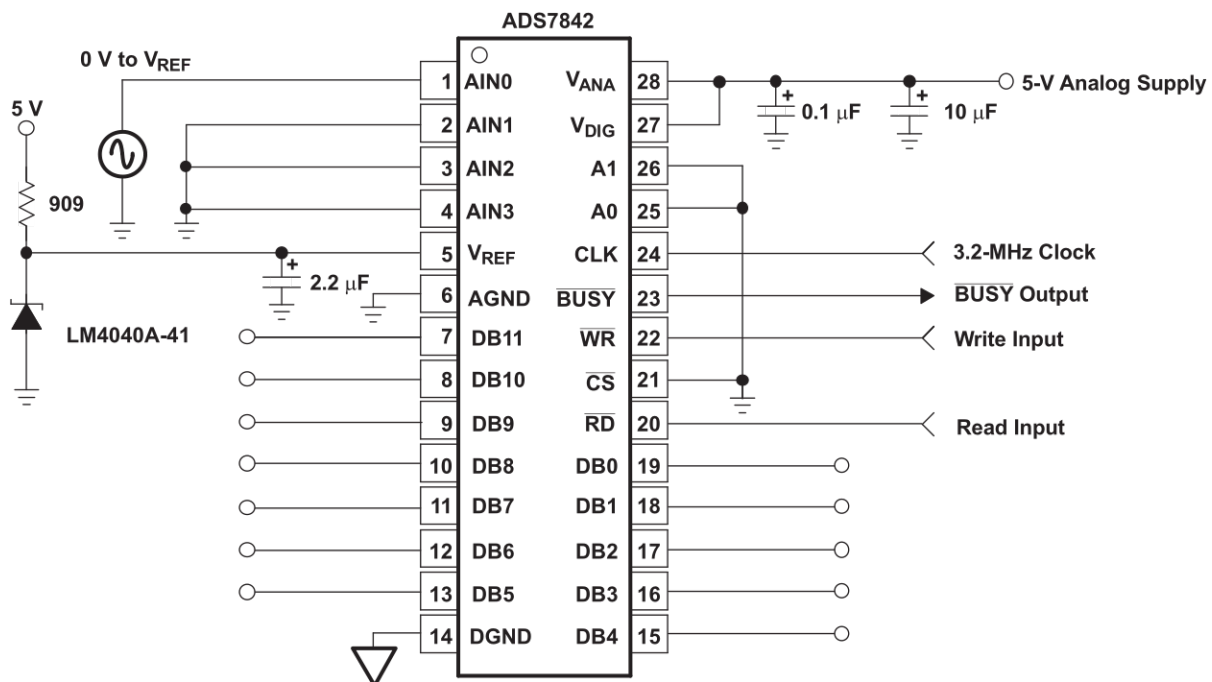 ADS7842
0 V to VREF
5 V
909
LM4040A-41
2.2 μF
1 AIN0
2 AIN1
3 AIN2
4 AIN3
5 VREF
6 AGND
7 DB11
8 DB10
9 DB9
10 DB8
11 DB7
12 DB6
13 DB5
14 DGND
VANA 28
VDIG 27
A1 26
A0 25
CLK 24
BUSY 23
WR 22
CS 21
RD 20
DB0 19
DB1 18
DB2 17
DB3 16
DB4 15
+
0.1 μF
+
10 μF
+
5-V Analog Supply
3.2-MHz Clock
BUSY Output
Write Input
Read Input